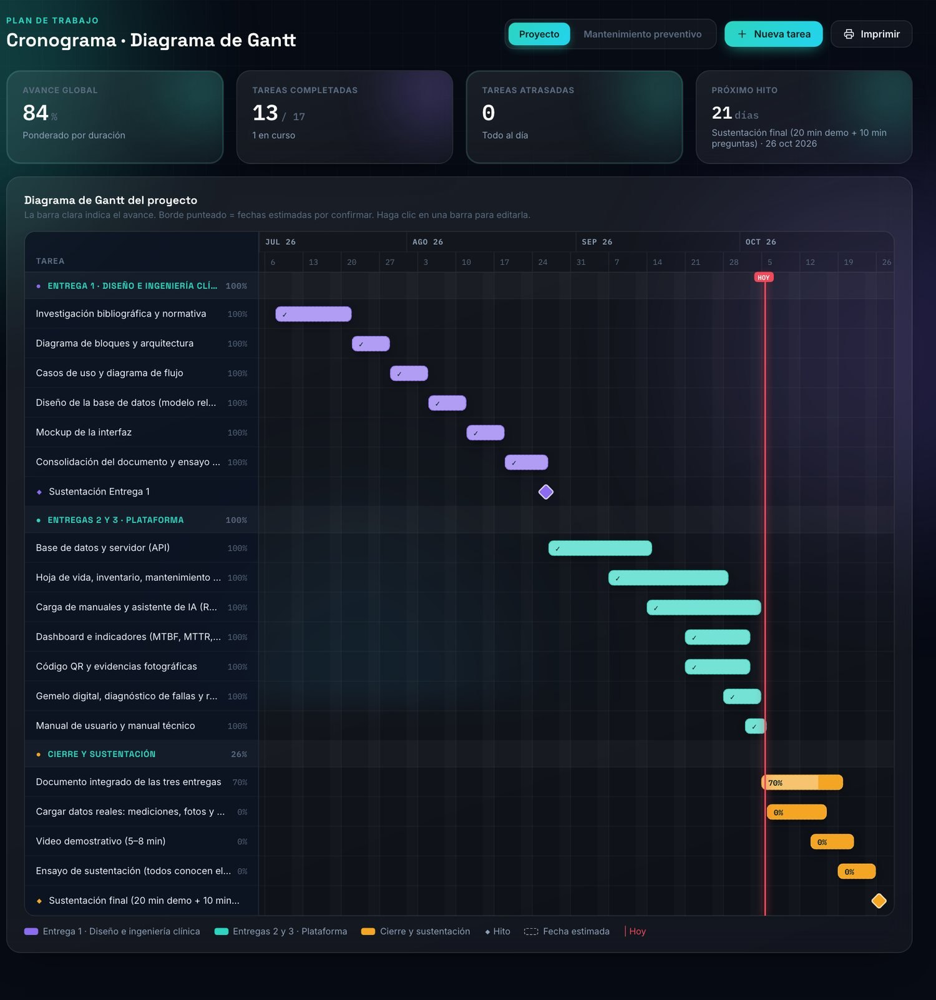 PLAN DE TRABAJO
Cronograma · Diagrama de Gantt
Proyecto
Mantenimiento preventivo
+ Nueva tarea
Imprimir
AVANCE GLOBAL
84 %
Ponderado por duración
TAREAS COMPLETADAS
13 / 17
1 en curso
TAREAS ATRASADAS
0
Todo al día
PRÓXIMO HITO
21 días
Sustentación final (20 min demo + 10 min
preguntas) · 26 oct 2026
Diagrama de Gantt del proyecto
La barra clara indica el avance. Borde punteado = fechas estimadas por confirmar. Haga clic en una barra para editarla.
TAREA
JUL 26 AGO 26 SEP 26 OCT 26
6 13 20 27 3 10 17 24 31 7 14 21 28 5 12 19 26
HOY
ENTREGA 1 · DISEÑO E INGENIERÍA CLÍ... 100%
Investigación bibliográfica y normativa 100% ✓
Diagrama de bloques y arquitectura 100% ✓
Casos de uso y diagrama de flujo 100% ✓
Diseño de la base de datos (modelo rel... 100% ✓
Mockup de la interfaz 100% ✓
Consolidación del documento y ensayo ... 100% ✓
Sustentación Entrega 1
ENTREGAS 2 Y 3 · PLATAFORMA 100%
Base de datos y servidor (API) 100% ✓
Hoja de vida, inventario, mantenimiento ... 100% ✓
Carga de manuales y asistente de IA (R... 100% ✓
Dashboard e indicadores (MTBF, MTTR,... 100% ✓
Código QR y evidencias fotográficas 100% ✓
Gemelo digital, diagnóstico de fallas y r... 100% ✓
Manual de usuario y manual técnico 100% ✓
CIERRE Y SUSTENTACIÓN 26%
Documento integrado de las tres entregas 70% 70%
Cargar datos reales: mediciones, fotos y ... 0% 0%
Video demostrativo (5–8 min) 0% 0%
Ensayo de sustentación (todos conocen el... 0% 0%
Sustentación final (20 min demo + 10 min...
Entrega 1 · Diseño e ingeniería clínica
Entregas 2 y 3 · Plataforma
Cierre y sustentación
Hito
Fecha estimada
Hoy